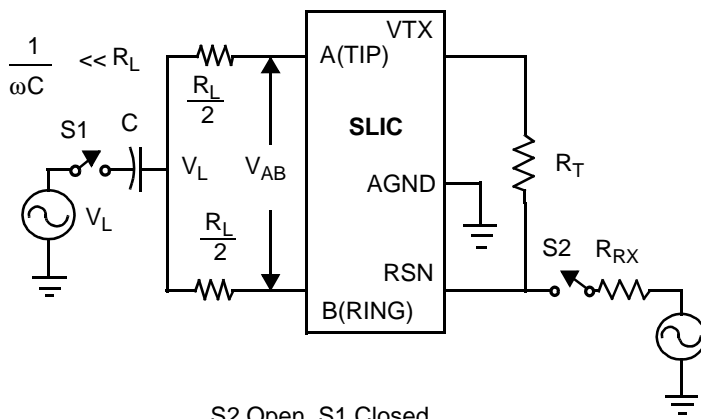 1
ωC
<< R_L
S1
C
V_L
R_L
2
V_L
V_AB
R_L
2
A(TIP)
VTX
SLIC
AGND
RSN
B(RING)
R_T
S2
R_RX
S2 Open, S1 Closed